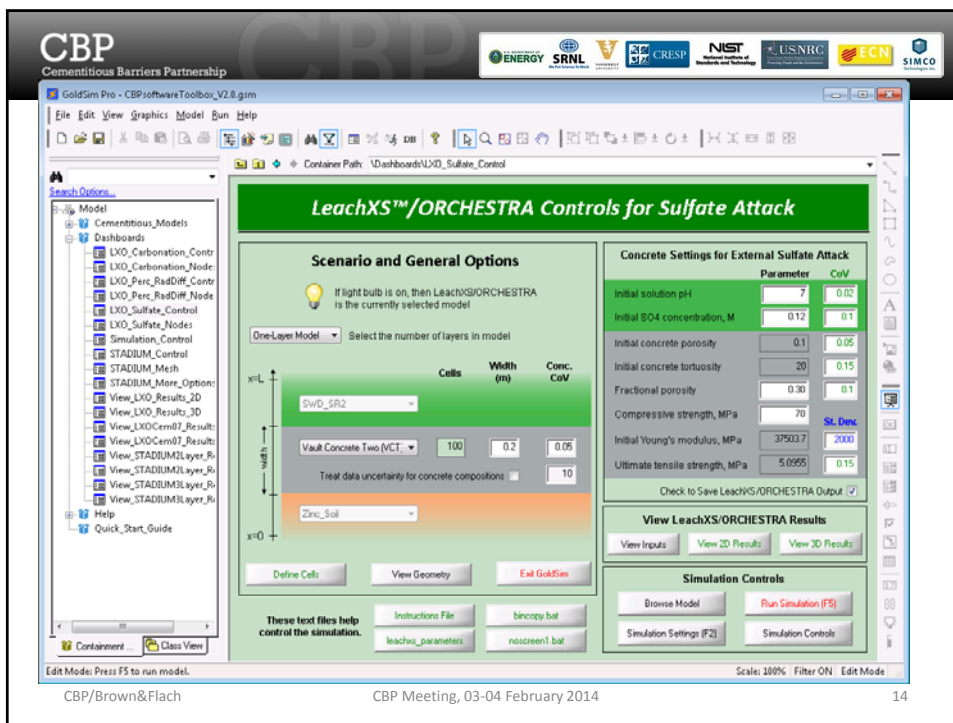 CBP
Cementitious Barriers Partnership
ENERGY
SRNL
CRESP
NIST
National Institute of
Standards and Technology
U.S.NRC
ECN
SIMCO
GoldSim Pro - CBPsoftwareToolbox_V2.0.gsm
File Edit View Graphics Model Run Help
DB
Container Path: \Dashboards\LXO_Sulfate_Control
Search Options...
Model
Cementitious_Models
Dashboards
LXO_Carbonation_Contr
LXO_Carbonation_Node:
LXO_Perc_RadDiff_Cont
LXO_Perc_RadDiff_Node
LXO_Sulfate_Control
LXO_Sulfate_Nodes
Simulation_Control
STADIUM_Control
STADIUM_Mesh
STADIUM_More_Option:
View_LXO_Results_2D
View_LXO_Results_3D
View_LXOCem07_Result:
View_LXOCem07_Result:
View_STADIUM2Layer_R
View_STADIUM3Layer_R
View_STADIUM3Layer_R
Help
Quick_Start_Guide
Containment ... Class View
LeachXS™/ORCHESTRA Controls for Sulfate Attack
Scenario and General Options
If light bulb is on, then LeachXS/ORCHESTRA
is the currently selected model
One-Layer Model Select the number of layers in model
Cells Width (m) Conc. CoV
x=L
SWD_SR2
width
Vault Concrete Two (VCT, 100 0.2 0.05
Treat data uncertainty for concrete compositions 10
Zinc_Soil
x=0
Define Cells View Geometry Exit GoldSim
These text files help
control the simulation.
Instructions File bincopy.bat
leachxs_parameters noscreen1.bat
Concrete Settings for External Sulfate Attack
Parameter CoV
Initial solution pH 7 0.02
Initial SO4 concentration, M 0.12 0.1
Initial concrete porosity 0.1 0.05
Initial concrete tortuosity 20 0.15
Fractional porosity 0.30 0.1
Compressive strength, MPa 70
St. Dev.
Initial Young's modulus, MPa 37503.7 2000
Ultimate tensile strength, MPa 5.0955 0.15
Check to Save LeachXS/ORCHESTRA Output
View LeachXS/ORCHESTRA Results
View Inputs View 2D Results View 3D Results
Simulation Controls
Browse Model Run Simulation (F5)
Simulation Settings (F2) Simulation Controls
Edit Mode: Press F5 to run model. Scale: 100% Filter ON Edit Mode
CBP/Brown&Flach CBP Meeting, 03-04 February 2014 14